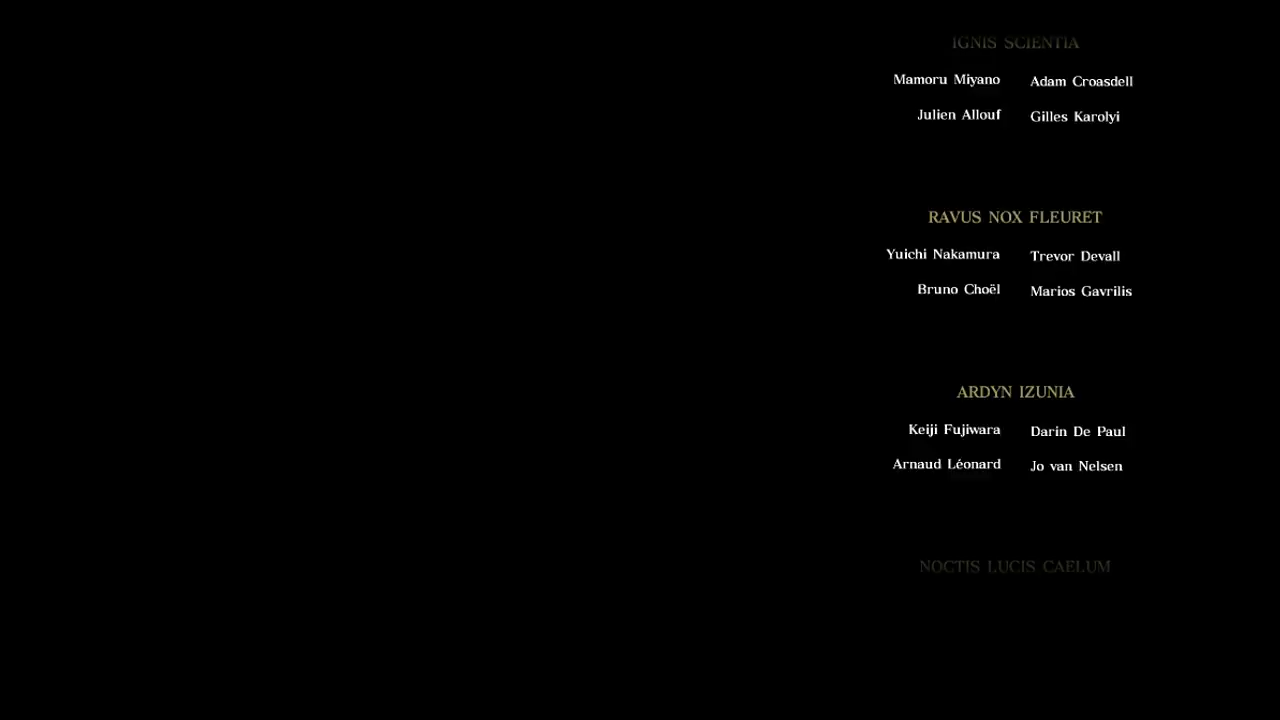 IGNIS SCIENTIA
Mamoru Miyano Adam Croasdell
Julien Allouf Gilles Karolyi
RAVUS NOX FLEURET
Yuichi Nakamura Trevor Devall
Bruno Choël Marios Gavrilis
ARDYN IZUNIA
Keiji Fujiwara Darin De Paul
Arnaud Léonard Jo van Nelsen
NOCTIS LUCIS CAELUM